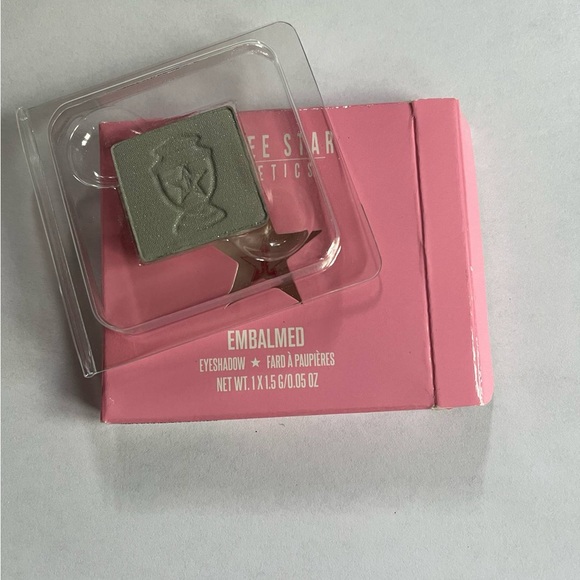 EE STAR
ETICS
EMBALMED
EYESHADOW ★ FARD À PAUPIÈRES
NET WT. 1 X 1.5 G/0.05 OZ